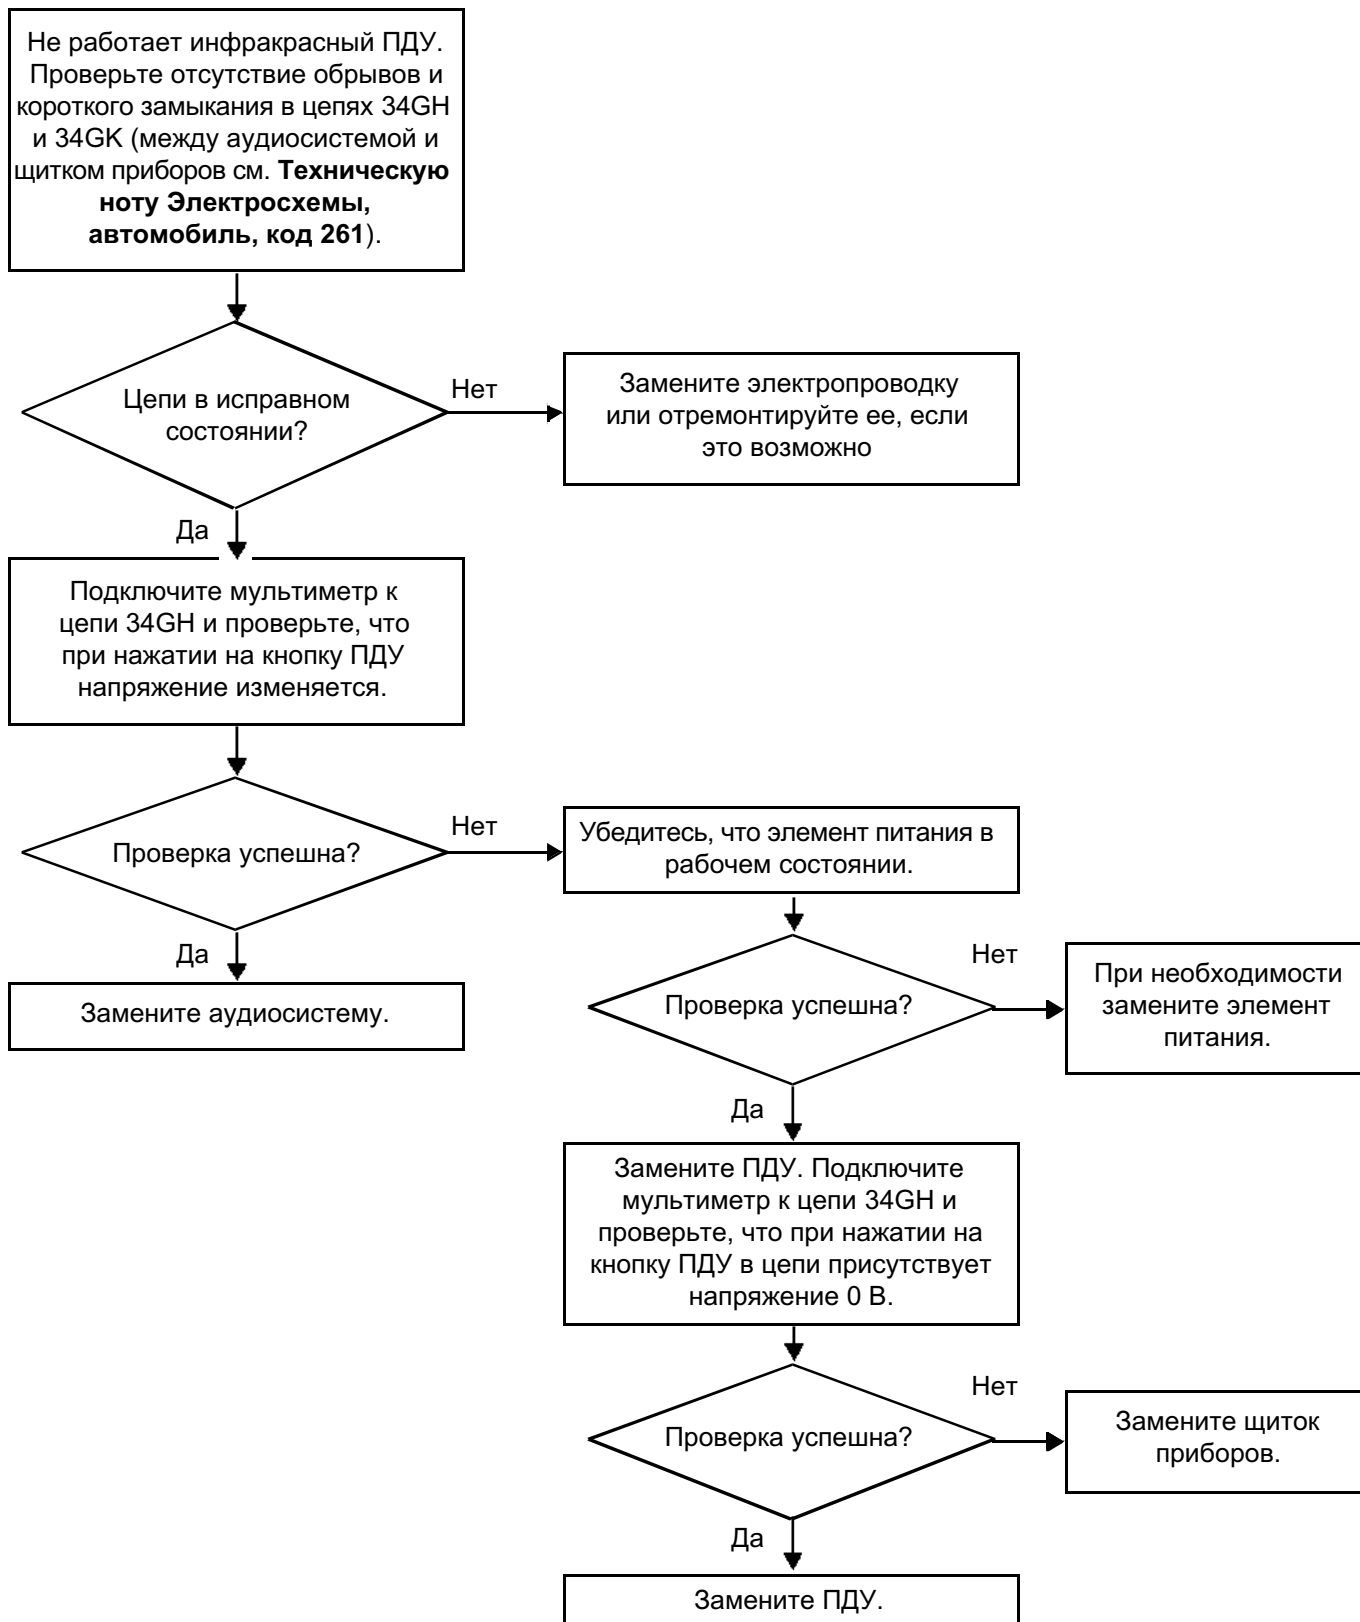 Не работает инфракрасный ПДУ.
Проверьте отсутствие обрывов и
короткого замыкания в цепях 34GH
и 34GK (между аудиосистемой и
щитком приборов см. Техническую
ноту Электросхемы,
автомобиль, код 261).
Цепи в исправном
состоянии?
Нет
Замените электропроводку
или отремонтируйте ее, если
это возможно
Да
Подключите мультиметр к
цепи 34GH и проверьте, что
при нажатии на кнопку ПДУ
напряжение изменяется.
Проверка успешна?
Нет
Убедитесь, что элемент питания в
рабочем состоянии.
Да
Замените аудиосистему.
Проверка успешна?
Нет
При необходимости
замените элемент
питания.
Да
Замените ПДУ. Подключите
мультиметр к цепи 34GH и
проверьте, что при нажатии на
кнопку ПДУ в цепи присутствует
напряжение 0 В.
Проверка успешна?
Нет
Замените щиток
приборов.
Да
Замените ПДУ.